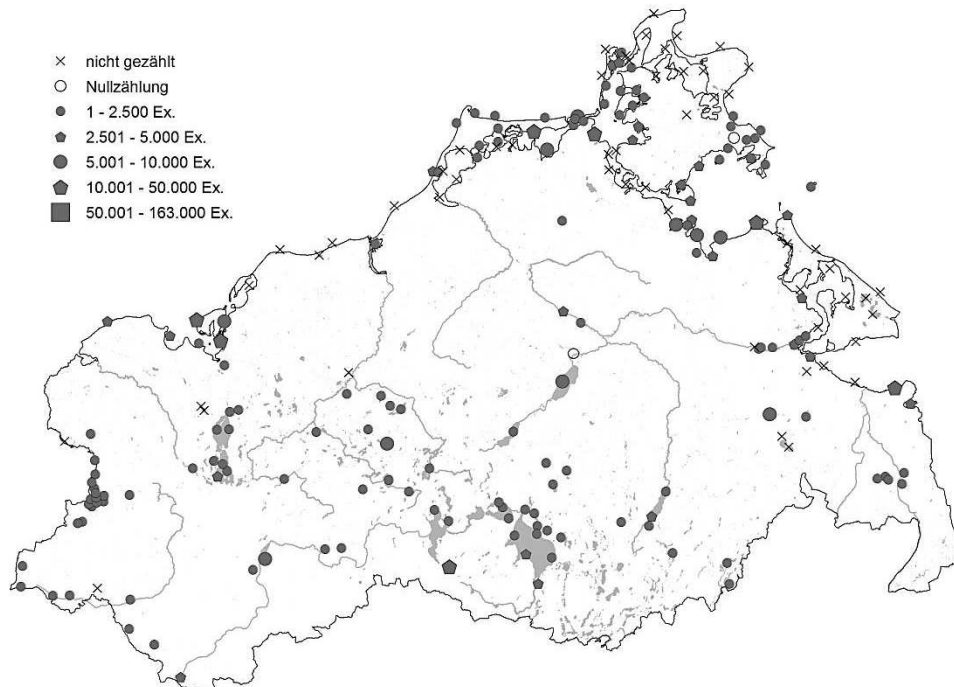 nicht gezählt
Nullzählung
1 - 2.500 Ex.
2.501 - 5.000 Ex.
5.001 - 10.000 Ex.
10.001 - 50.000 Ex.
50.001 - 163.000 Ex.